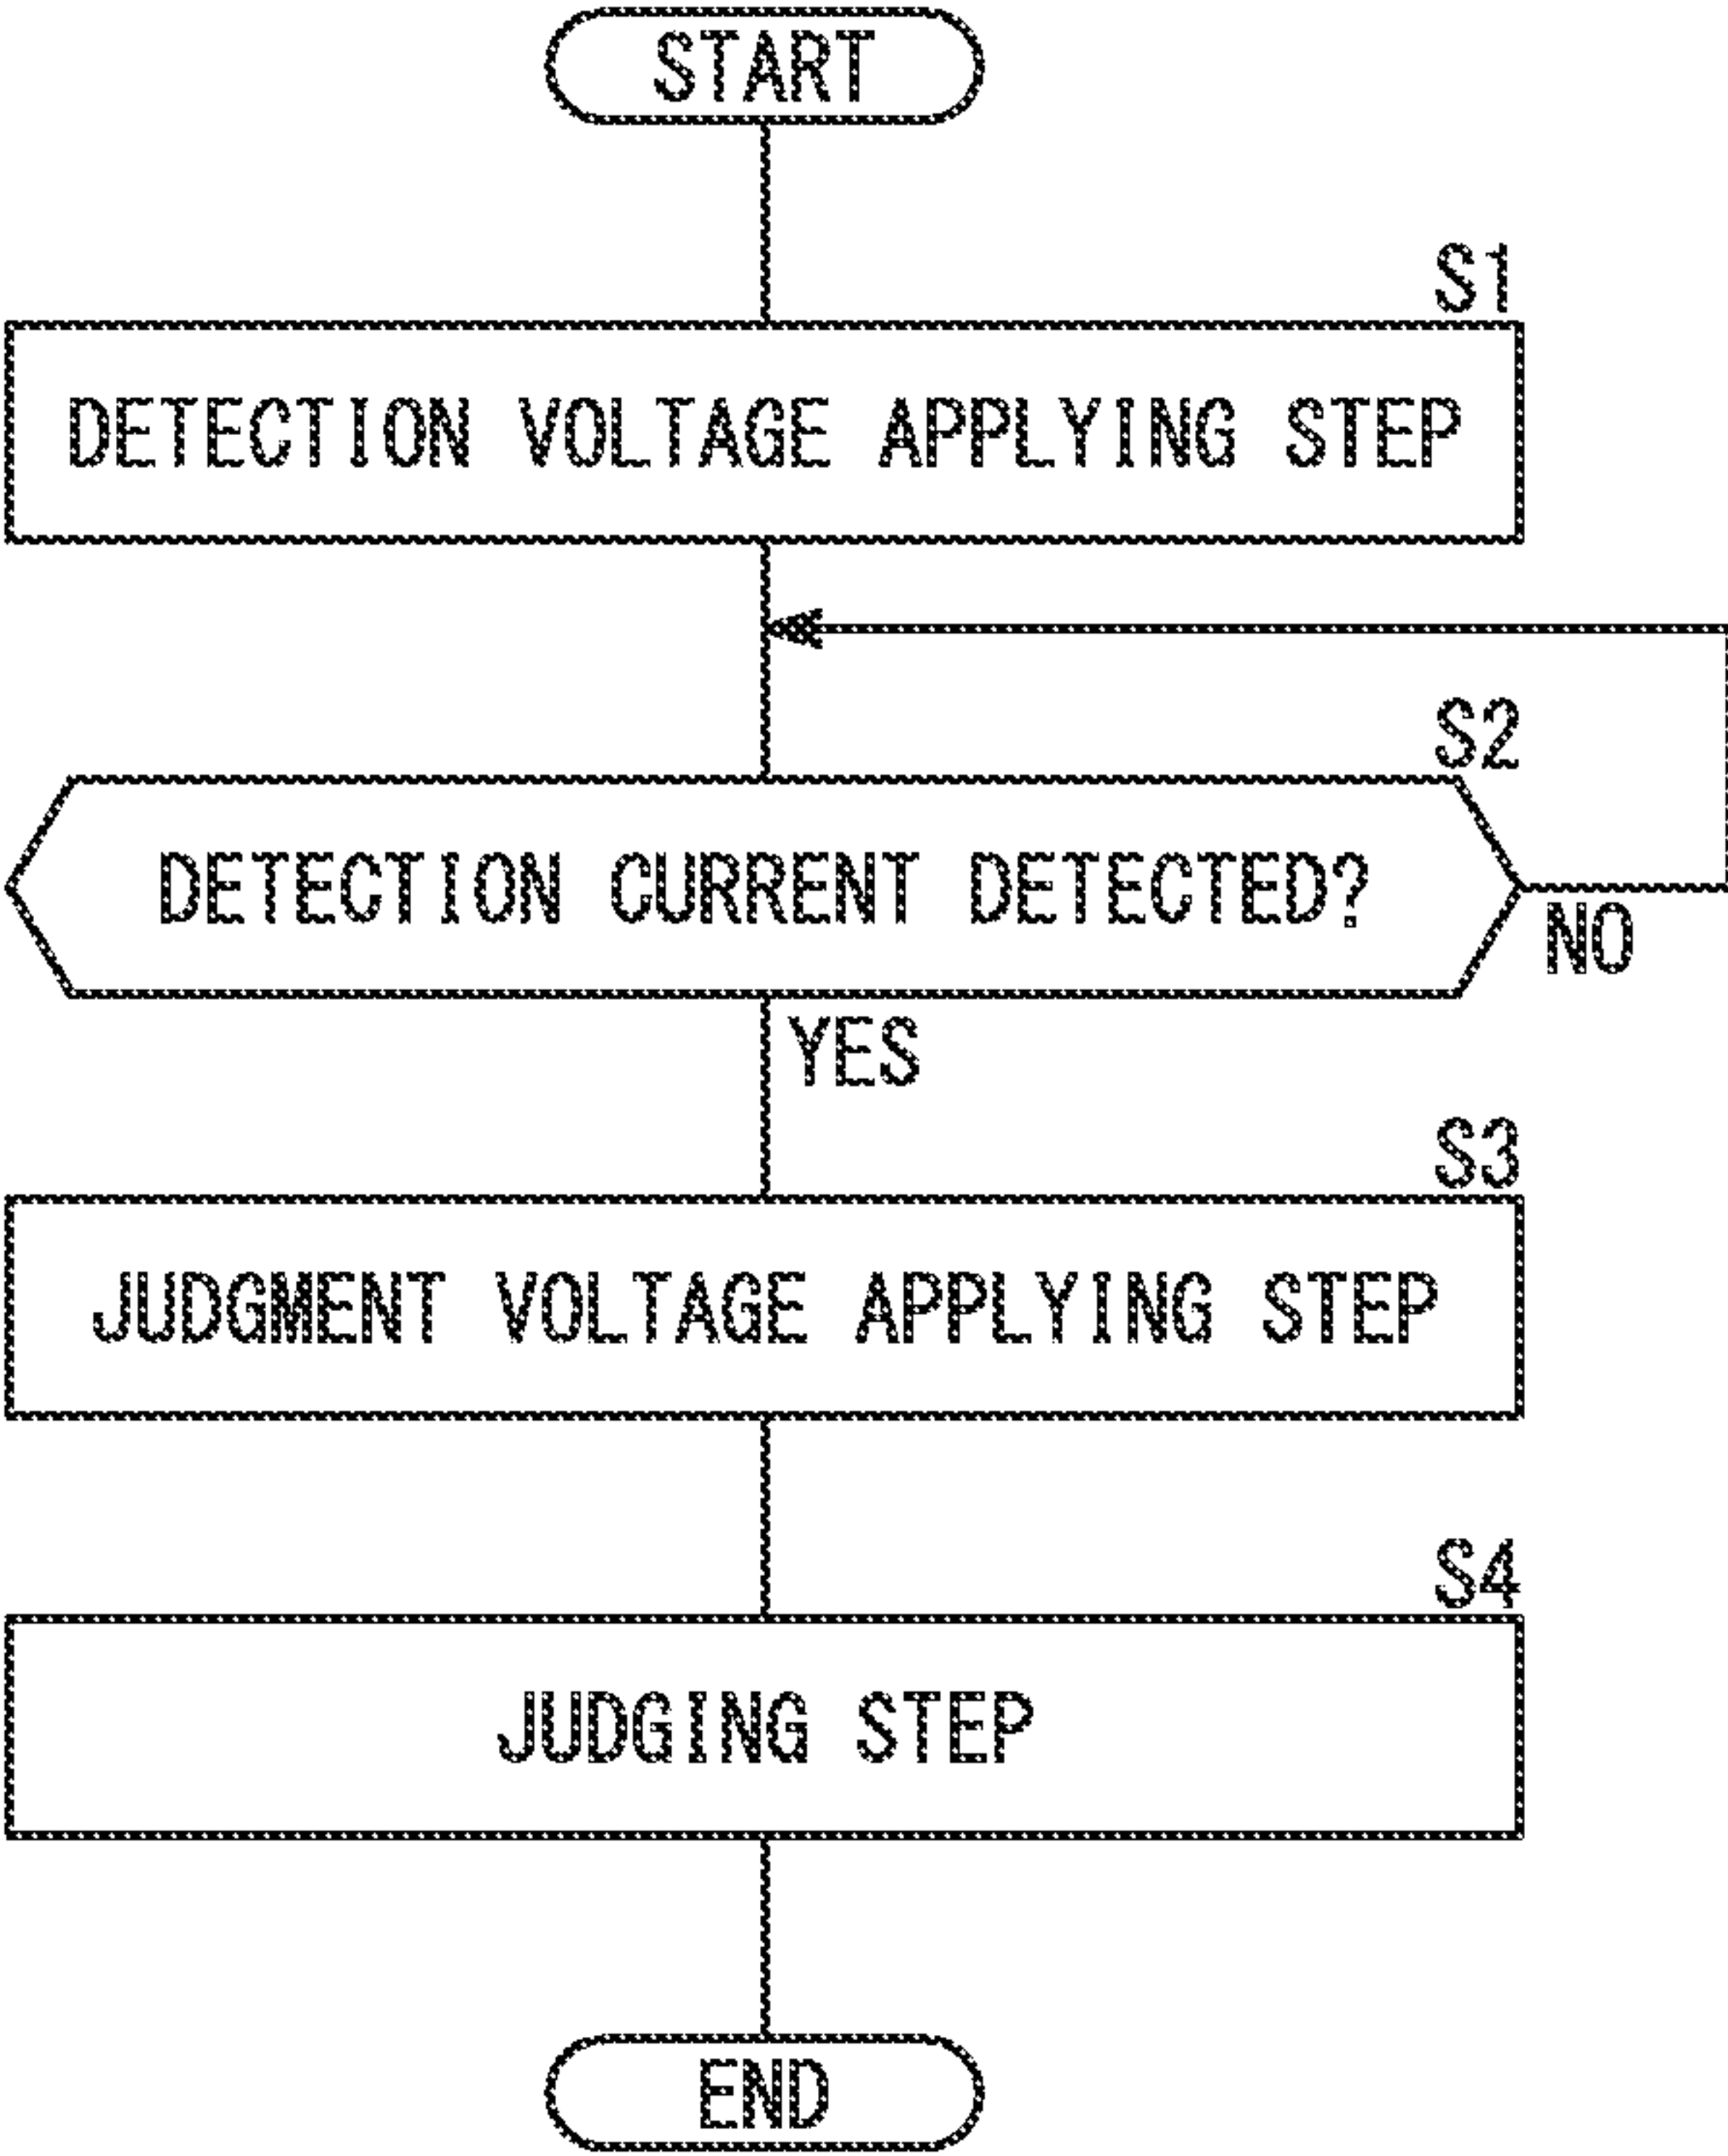 START
S1
DETECTION VOLTAGE APPLYING STEP
S2
DETECTION CURRENT DETECTED?
NO
YES
S3
JUDGMENT VOLTAGE APPLYING STEP
S4
JUDGING STEP
END